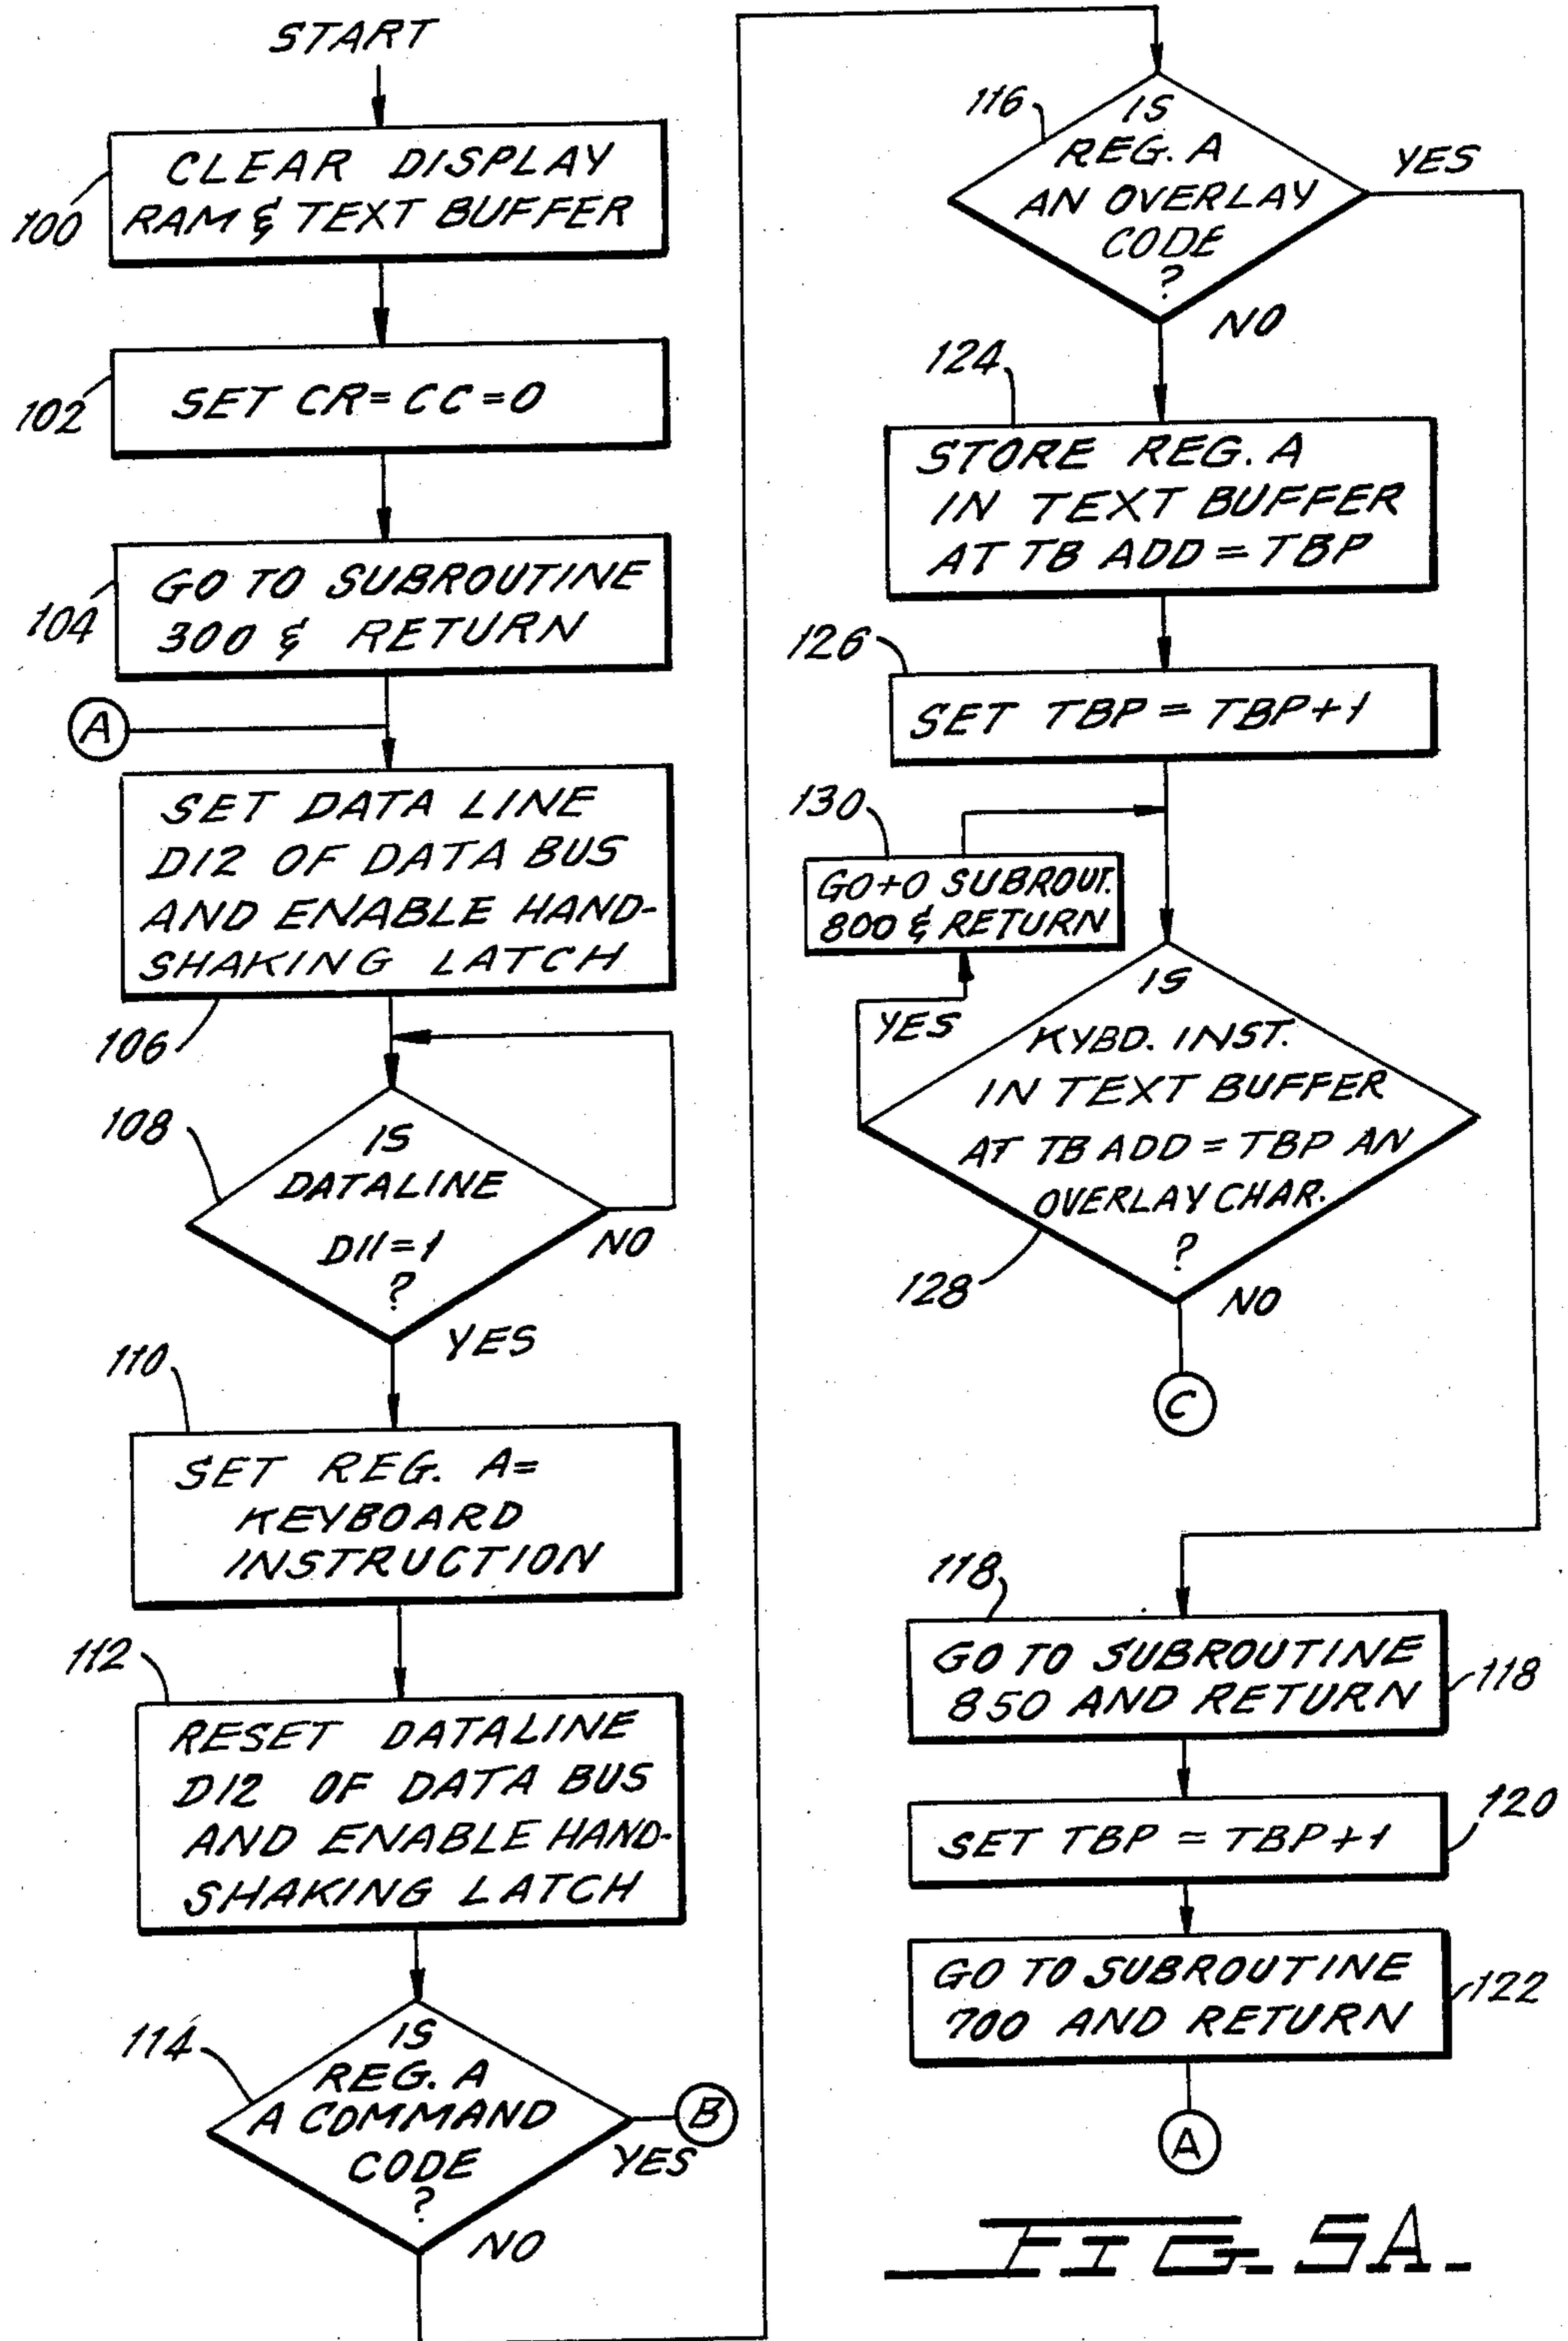 START
100
CLEAR DISPLAY
RAM & TEXT BUFFER
102
SET CR = CC = 0
104
GO TO SUBROUTINE
300 & RETURN
A
SET DATA LINE
D12 OF DATA BUS
AND ENABLE HAND-
SHAKING LATCH
106
108
IS
DATALINE
D11 = 1
?
NO
YES
110
SET REG. A =
KEYBOARD
INSTRUCTION
112
RESET DATALINE
D12 OF DATA BUS
AND ENABLE HAND-
SHAKING LATCH
114
IS
REG. A
A COMMAND
CODE
?
B
YES
NO
116
IS
REG. A
AN OVERLAY
CODE
?
YES
NO
124
STORE REG. A
IN TEXT BUFFER
AT TB ADD = TBP
126
SET TBP = TBP+1
130
GO+O SUBROUT.
800 & RETURN
YES
IS
KYBD. INST.
IN TEXT BUFFER
AT TB ADD = TBP AN
OVERLAY CHAR.
?
128
NO
C
118
GO TO SUBROUTINE
850 AND RETURN
118
SET TBP = TBP+1
120
GO TO SUBROUTINE
700 AND RETURN
122
A
FIG. 5A.